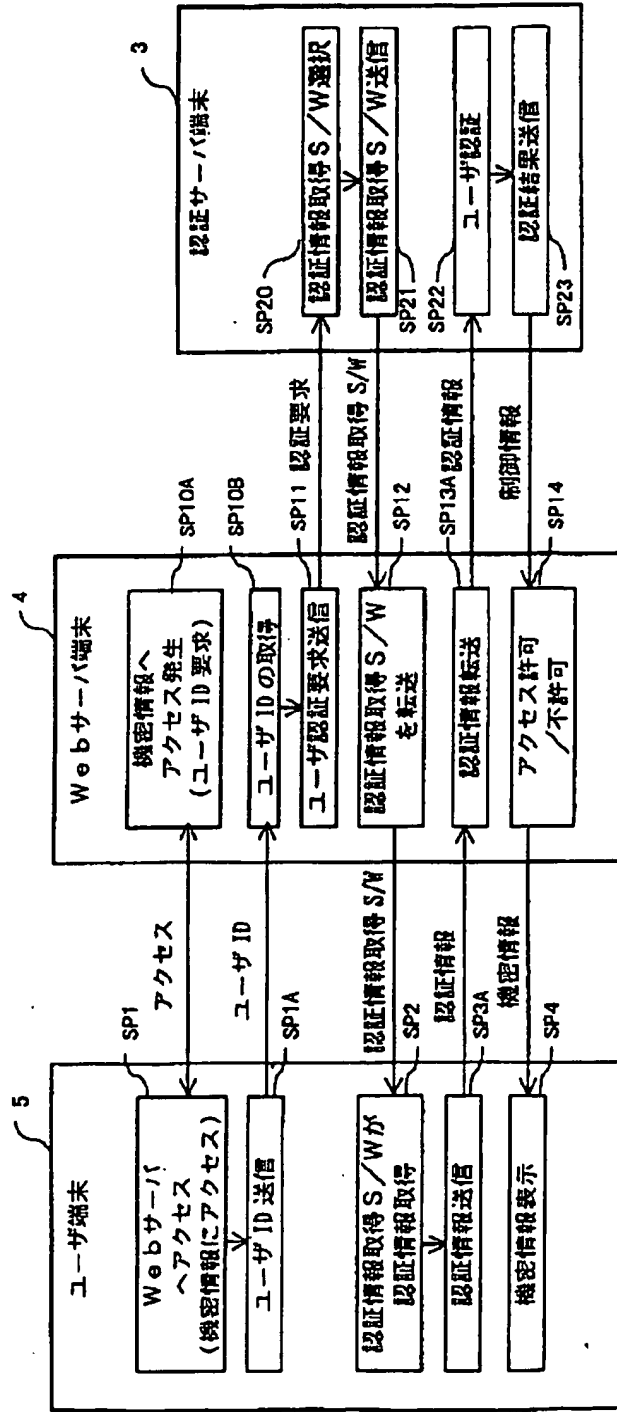 ユーザ端末
5
SP1
Webサーバ
へアクセス
(機密情報にアクセス)
ユーザID送信
SP1A
認証情報取得S/Wが
認証情報取得
SP2
認証情報送信
SP3A
機密情報表示
SP4
アクセス
ユーザID
認証情報取得S/W
認証情報
機密情報
Webサーバ端末
4
機密情報へ
アクセス発生
(ユーザID要求)
SP10A
ユーザIDの取得
SP10B
ユーザ認証要求送信
SP11
認証情報取得S/W
を転送
SP12
認証情報転送
SP13A
アクセス許可
/不許可
SP14
認証要求
認証情報取得S/W
認証情報
制御情報
認証サーバ端末
3
SP20
認証情報取得S/W選択
認証情報取得S/W送信
SP21
SP22
ユーザ認証
認証結果送信
SP23